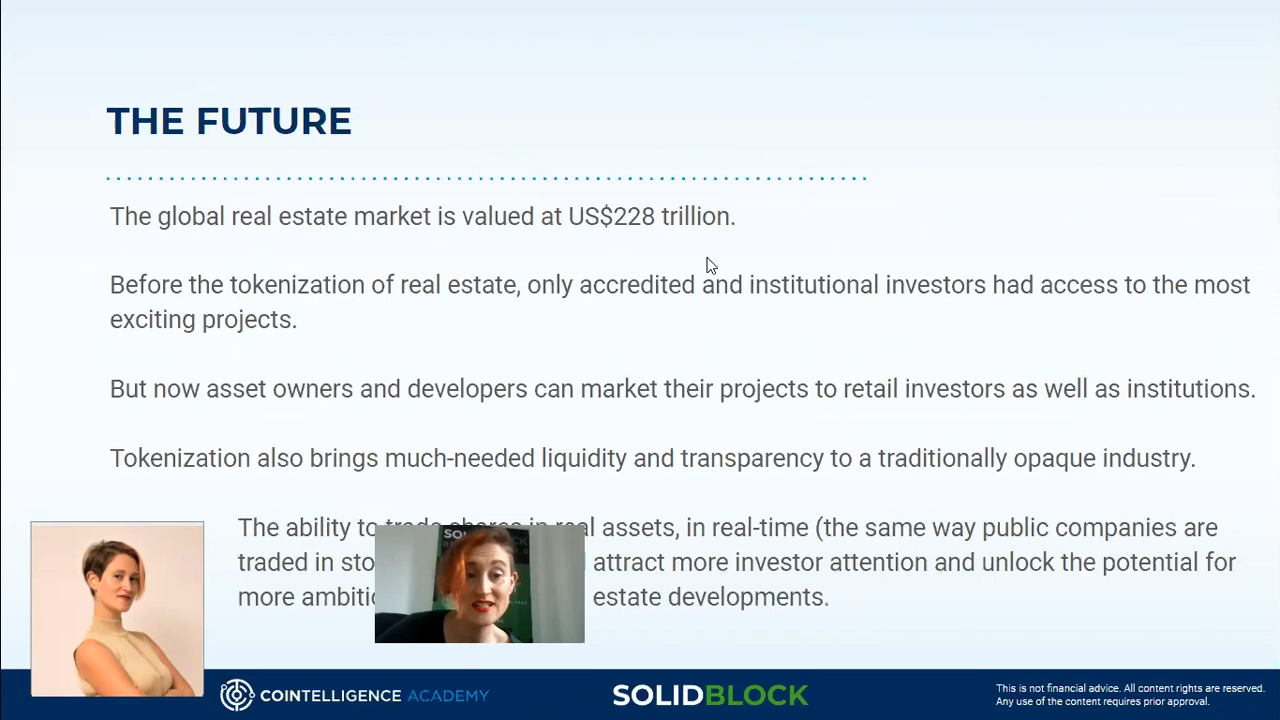 THE FUTURE
The global real estate market is valued at US$228 trillion.
Before the tokenization of real estate, only accredited and institutional investors had access to the most
exciting projects.
But now asset owners and developers can market their projects to retail investors as well as institutions.
Tokenization also brings much-needed liquidity and transparency to a traditionally opaque industry.
The ability to trade shares in real assets, in real-time (the same way public companies are
traded in attract more investor attention and unlock the potential for
more estate developments.
COINTELLIGENCE ACADEMY
SOLIDBLOCK
This is not financial advice. All content rights are reserved.
Any use of the content requires prior approval.